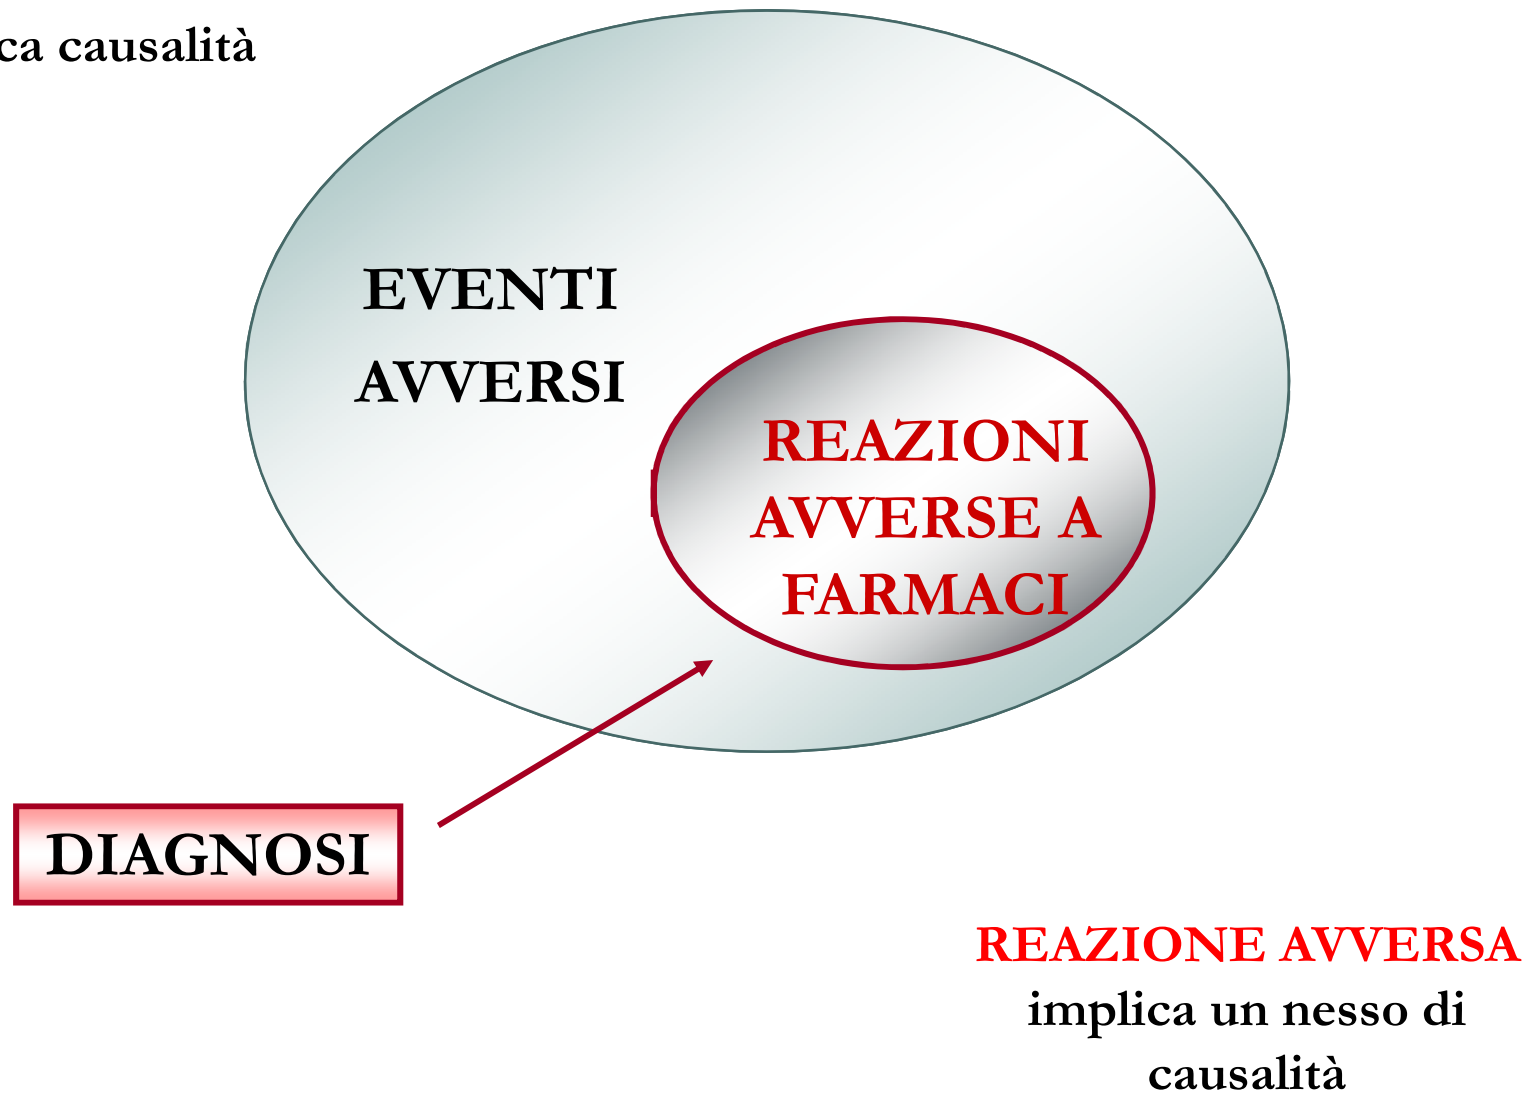 ca causalità
EVENTI
AVVERSI
REAZIONI
AVVERSE A
FARMACI
DIAGNOSI
REAZIONE AVVERSA
implica un nesso di
causalità